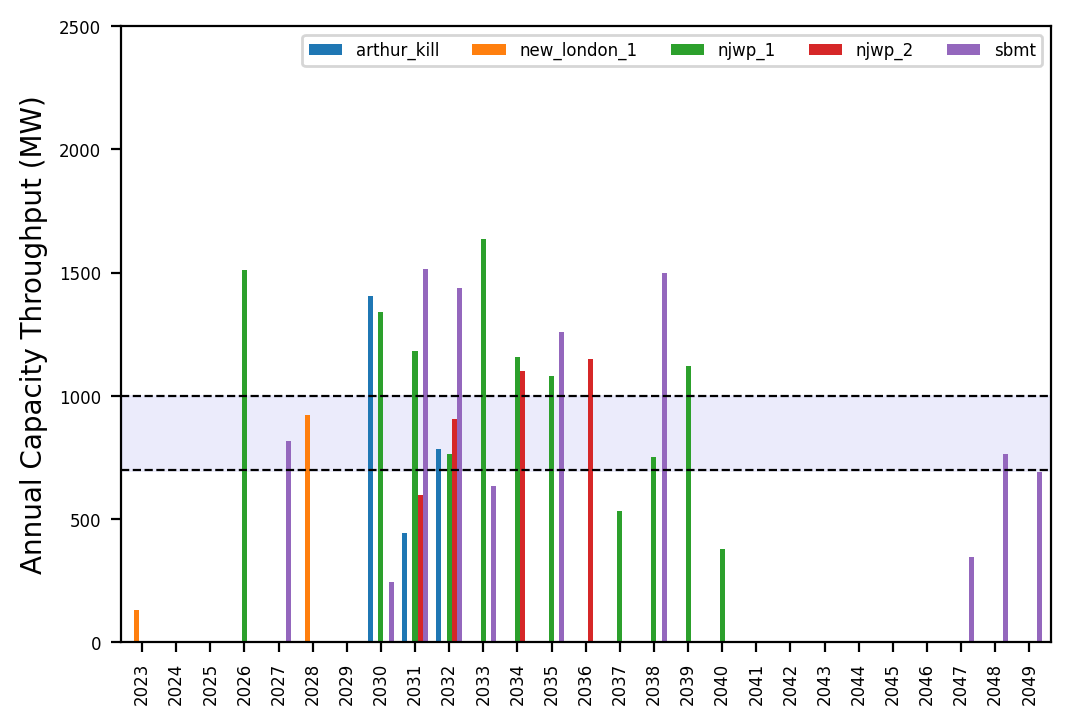 Annual Capacity Throughput (MW)
2500
2000
1500
1000
500
0
arthur_kill new_london_1 njwp_1 njwp_2 sbmt
2023 2024 2025 2026 2027 2028 2029 2030 2031 2032 2033 2034 2035 2036 2037 2038 2039 2040 2041 2042 2043 2044 2045 2046 2047 2048 2049